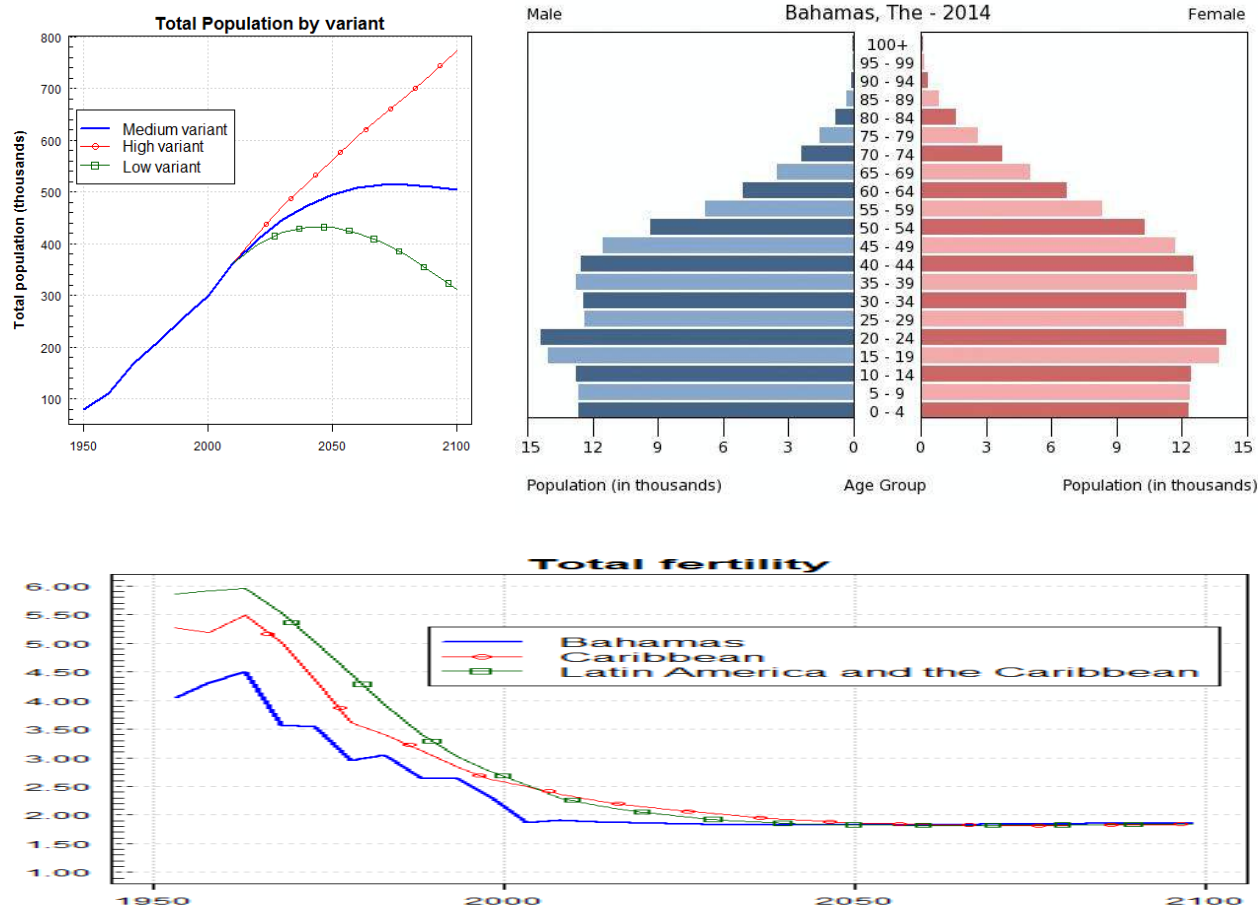 Total Population by variant
Total population (thousands)
800
700
600
500
400
300
200
100
Medium variant
High variant
Low variant
1950 2000 2050 2100
Male Bahamas, The - 2014 Female
100+
95 - 99
90 - 94
85 - 89
80 - 84
75 - 79
70 - 74
65 - 69
60 - 64
55 - 59
50 - 54
45 - 49
40 - 44
35 - 39
30 - 34
25 - 29
20 - 24
15 - 19
10 - 14
5 - 9
0 - 4
15 12 9 6 3 0 0 3 6 9 12 15
Population (in thousands) Age Group Population (in thousands)
Total fertility
6.00
5.50
5.00
4.50
4.00
3.50
3.00
2.50
2.00
1.50
1.00
Bahamas
Caribbean
Latin America and the Caribbean
1950 2000 2050 2100